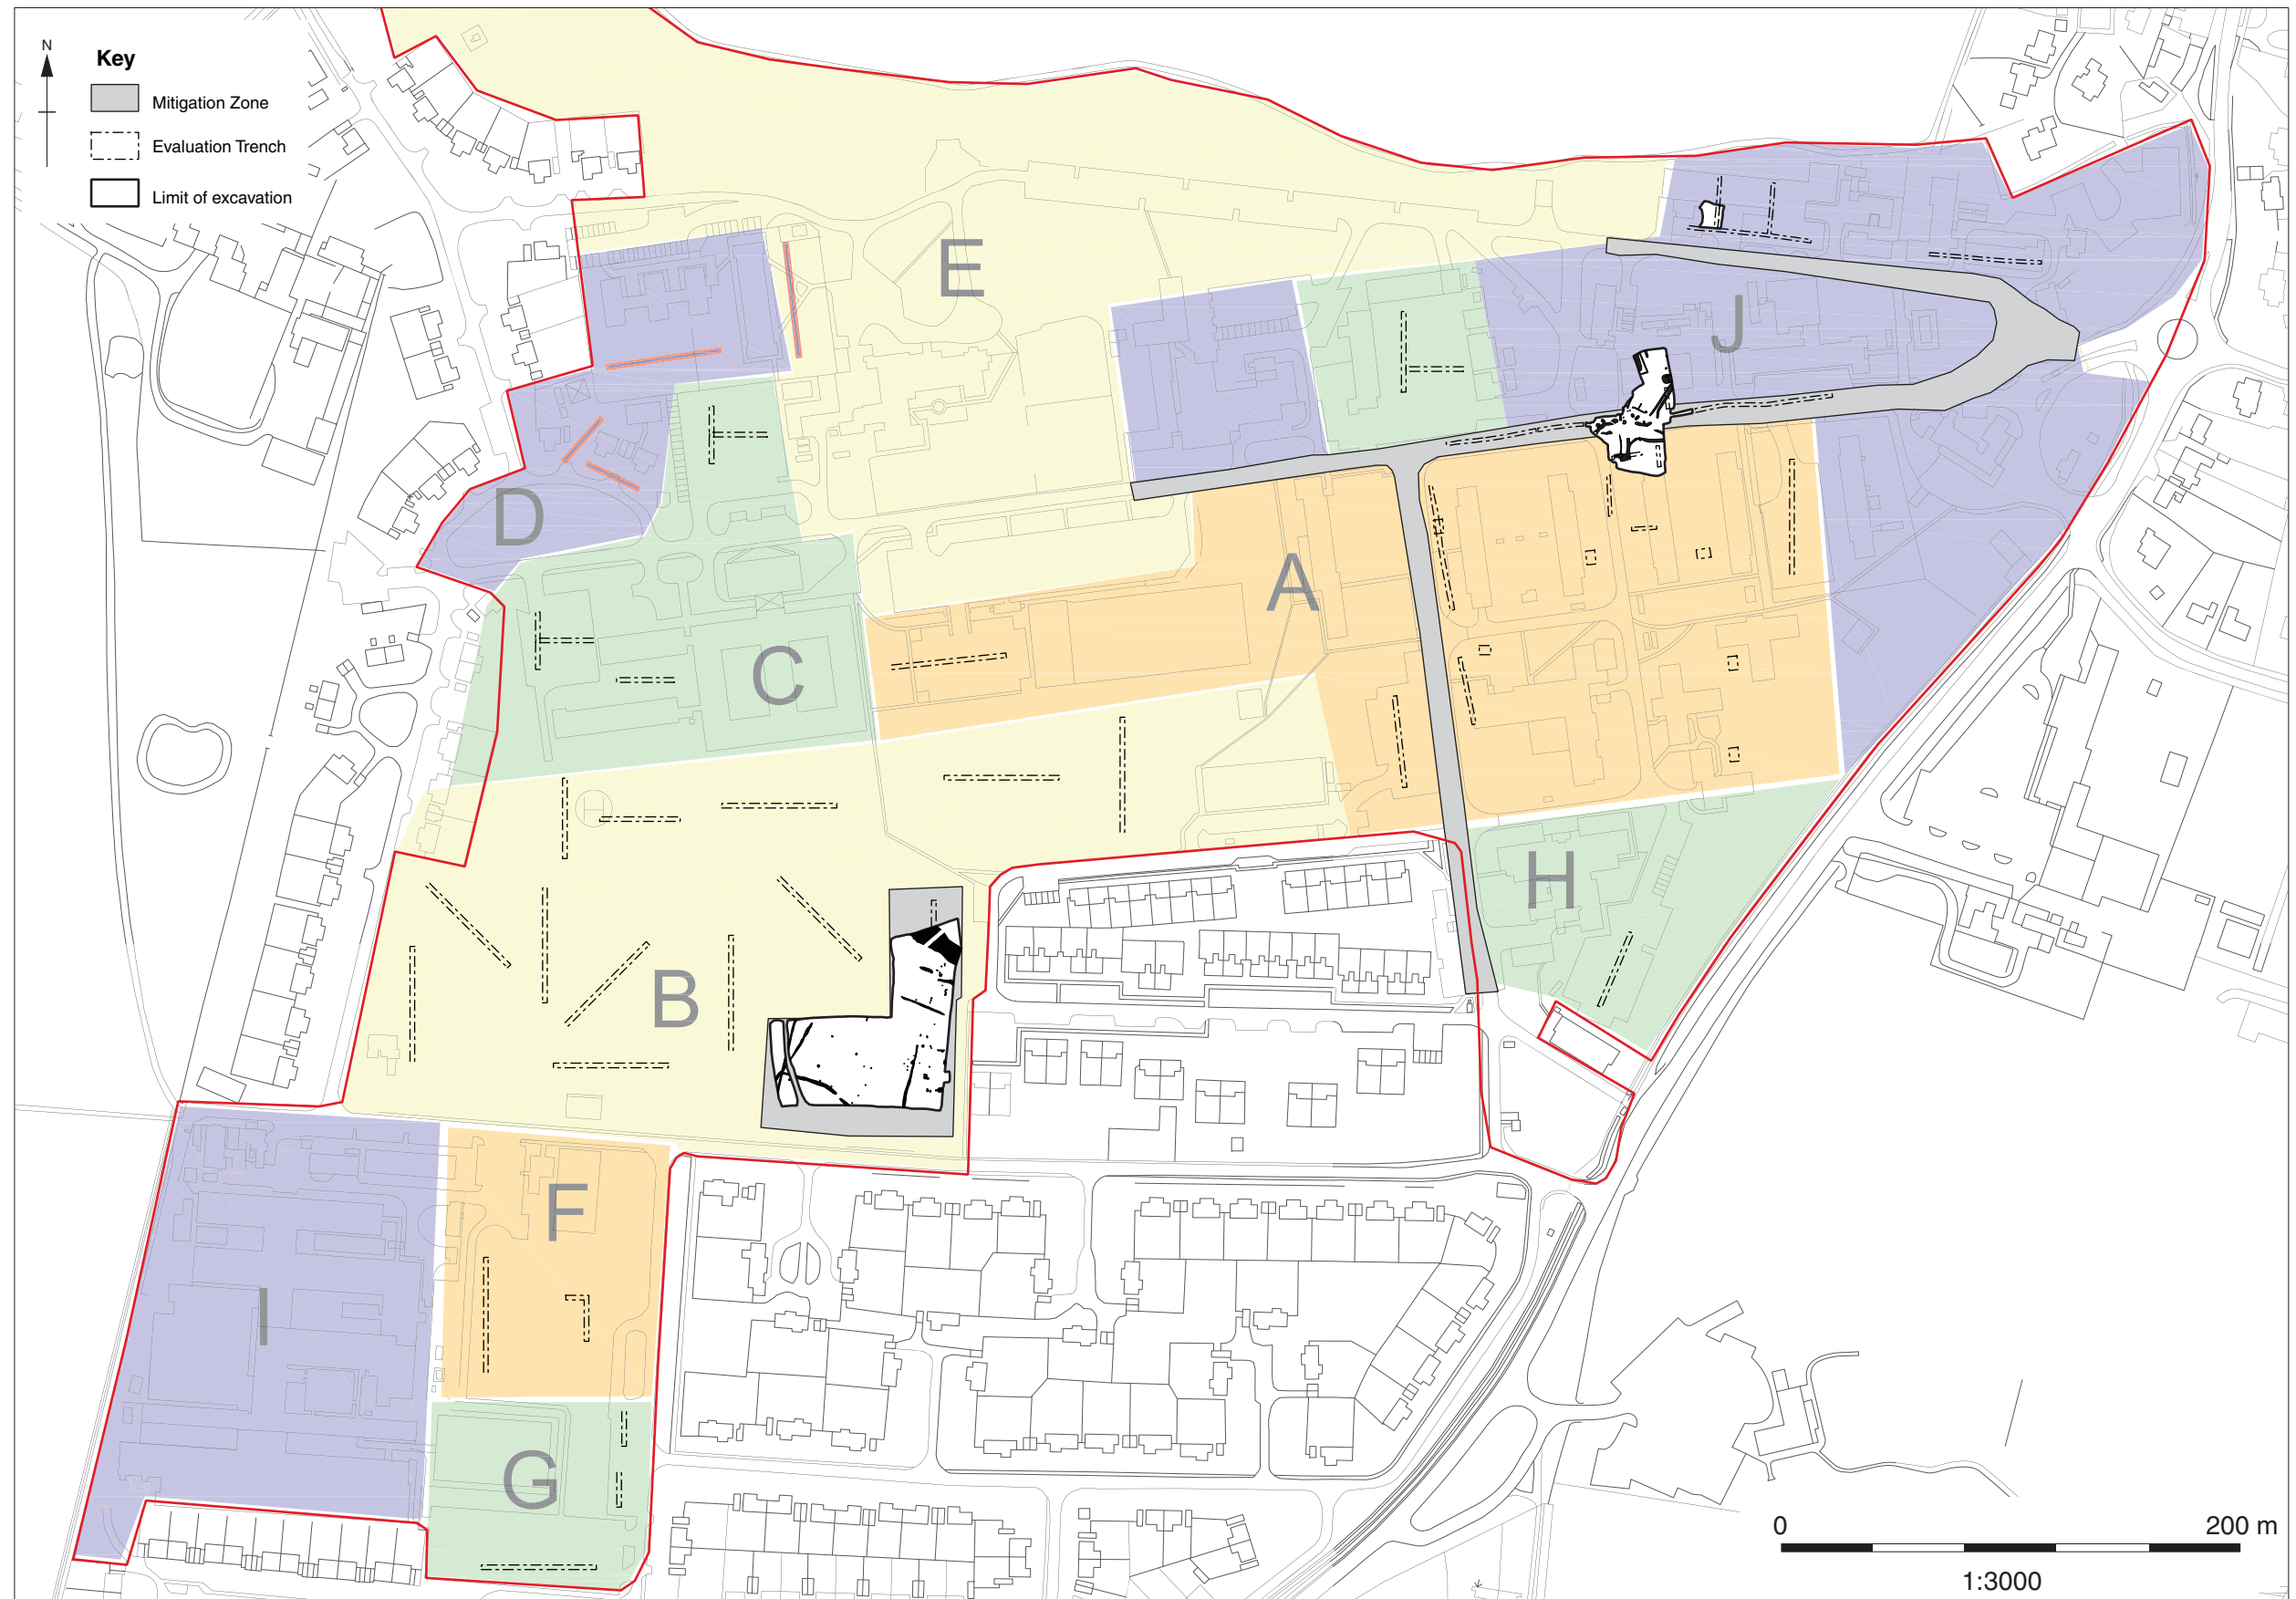 N
Key
Mitigation Zone
Evaluation Trench
Limit of excavation
E
J
D
A
C
H
B
F
I
G
0 200 m
1:3000